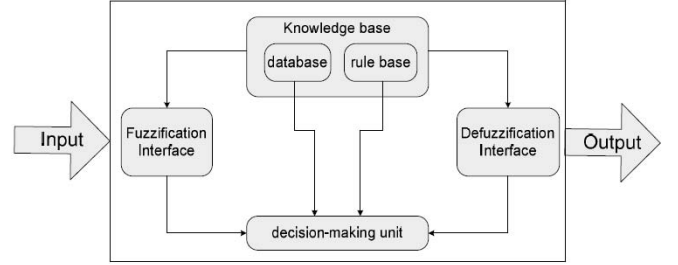 Knowledge base
database
rule base
Input
Fuzzification
Interface
Defuzzification
Interface
Output
decision-making unit